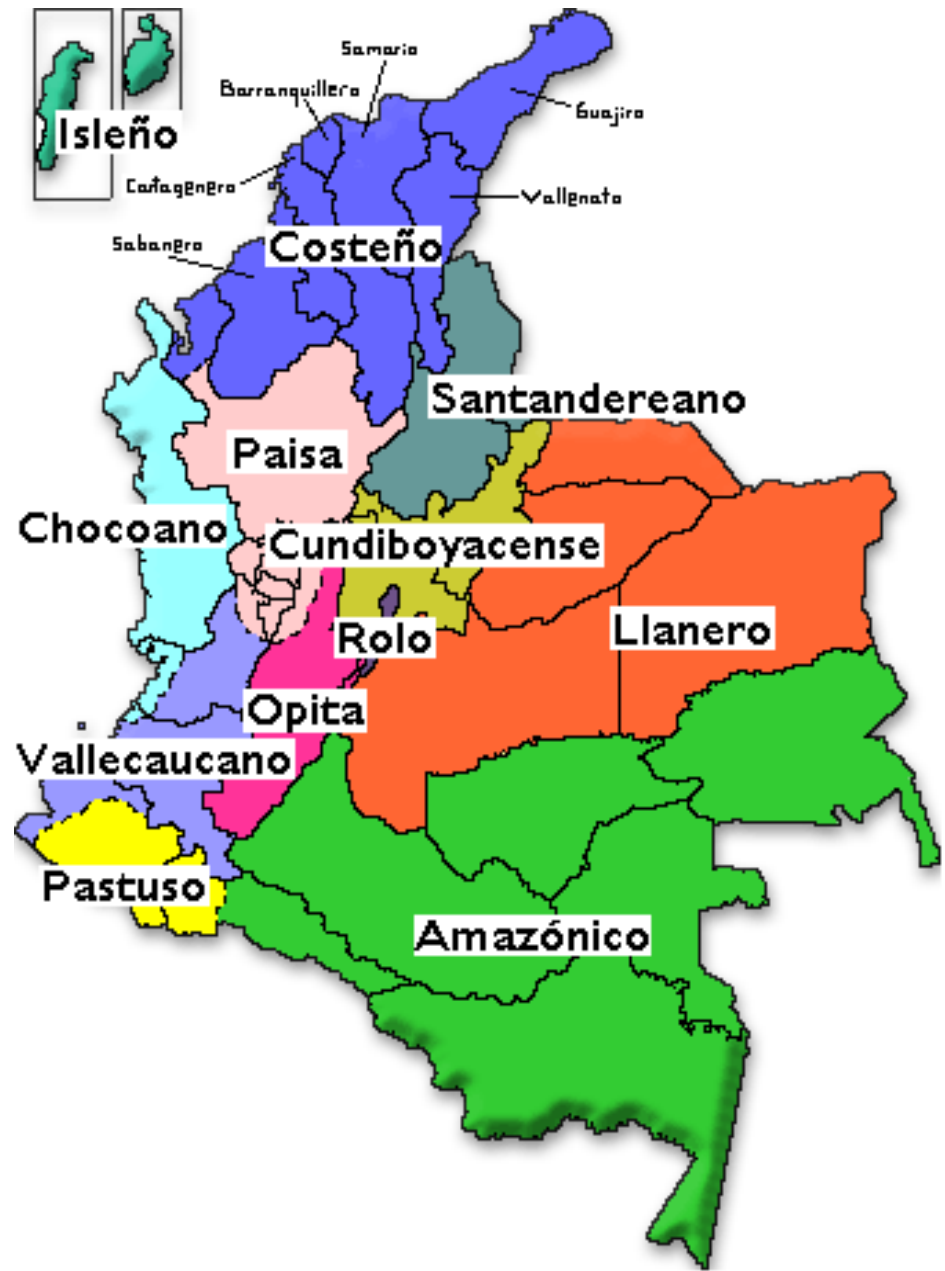 Samario
Barranquillero
Guajiro
Isleño
Cartagenero
Vallenato
Sabanero
Costeño
Santandereano
Paisa
Chocoano
Cundiboyacense
Rolo
Llanero
Opita
Vallecaucano
Pastuso
Amazónico